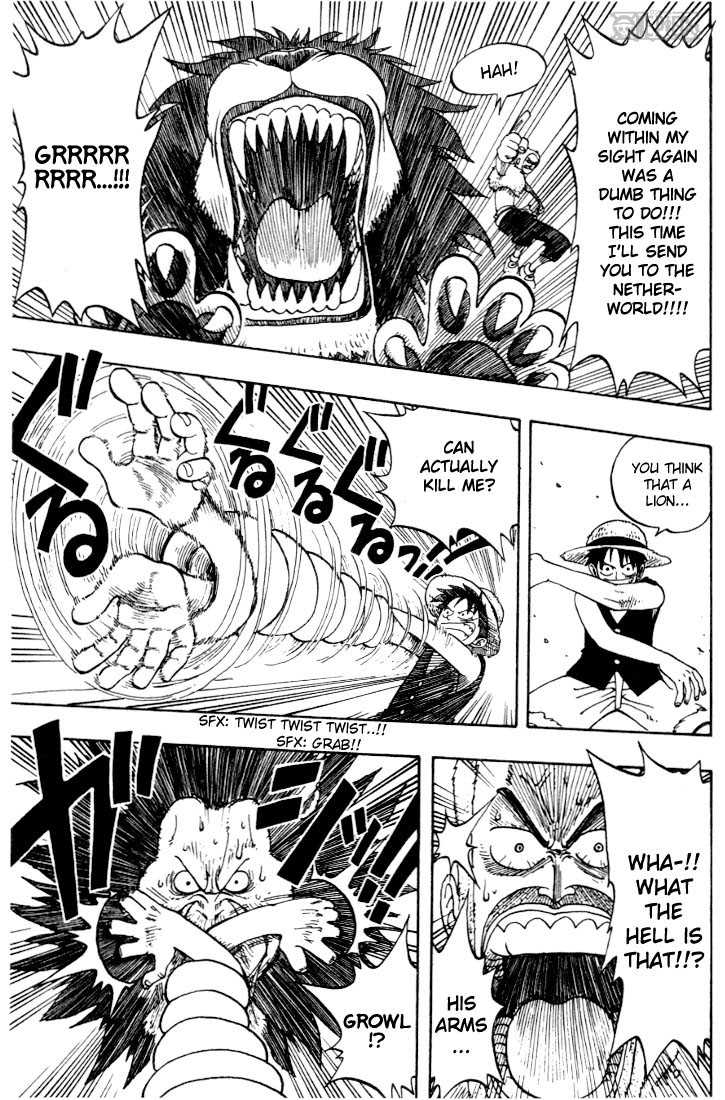 COMING
WITHIN MY
SIGHT AGAIN
WAS A
DUMB THING
TO DO!!!
THIS TIME
I'LL SEND
YOU TO THE
NETHER-
WORLD!!!!
HAH!
GRRRRR
RRRR...!!!
YOU THINK
THAT A
LION...
CAN
ACTUALLY
KILL ME?
ぐるぐるぐるぐるっ!!
SFX: TWIST TWIST TWIST..!!
SFX: GRAB!!
WHA-!!
WHAT
THE
HELL IS
THAT!!?
HIS
ARMS
...
ガシッ!!
GROWL
!?